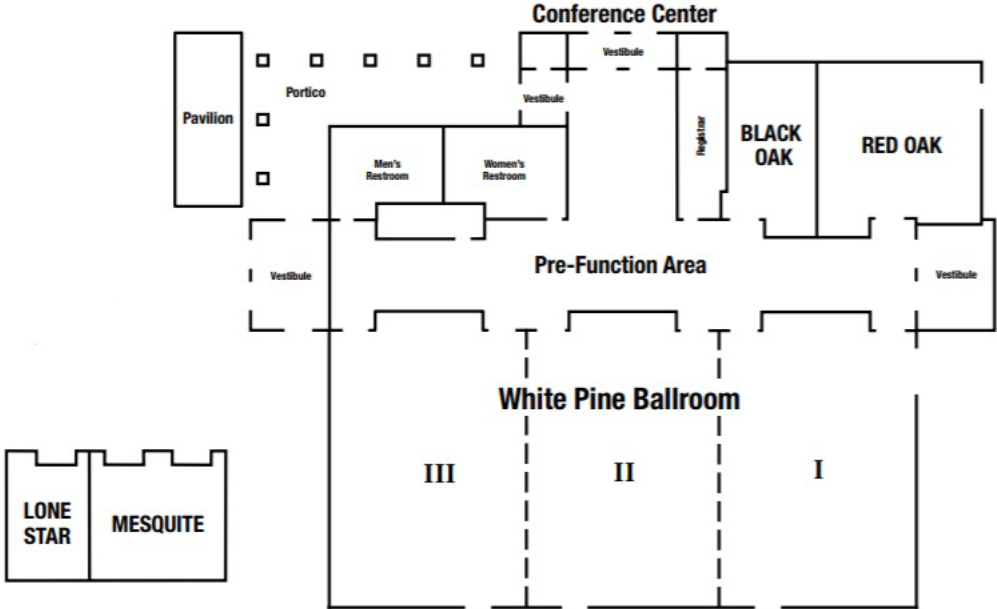 Conference Center
Vestibule
Portico
Vestibule
Pavilion
Registrar
BLACK
OAK
RED OAK
Men's
Restroom
Women's
Restroom
Pre-Function Area
Vestibule
Vestibule
White Pine Ballroom
III
II
I
LONE
STAR
MESQUITE